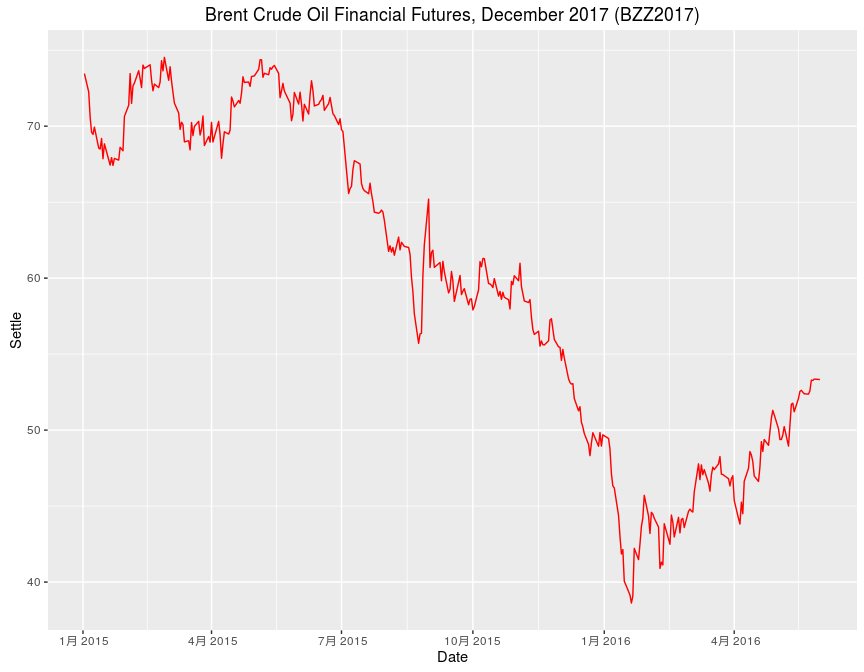 Brent Crude Oil Financial Futures, December 2017 (BZZ2017)
Settle
70
60
50
40
1月 2015
4月 2015
7月 2015
10月 2015
1月 2016
4月 2016
Date